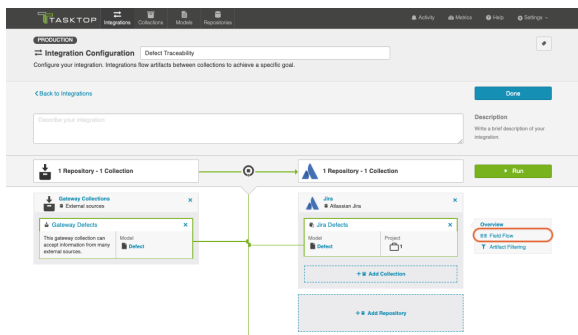 TASKTOP
Integrations
Collections
Models
Repositories
Activity
Metrics
Help
Settings
PRODUCTION
Integration Configuration
Defect Traceability
Configure your integration. Integrations flow artifacts between collections to achieve a specific goal.
Back to Integrations
Done
Describe your integration
Description
Write a brief description of your
integration.
1 Repository - 1 Collection
1 Repository - 1 Collection
Run
Gateway Collections
External sources
Gateway Defects
This gateway collection can
accept information from many
external sources.
Model
Defect
Jira
Atlassian Jira
Jira Defects
Model
Defect
Project
1
+ Add Collection
+ Add Repository
Overview
Field Flow
Artifact Filtering